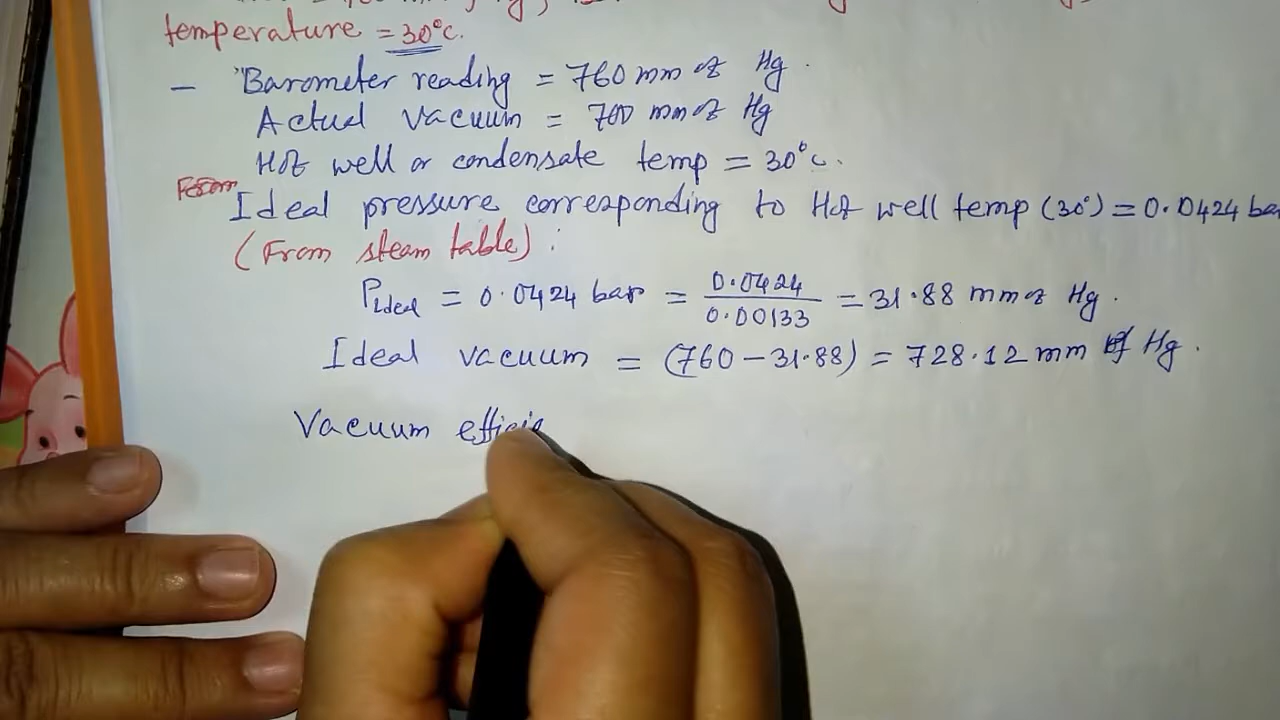 temperature = 30°c.
— Barometer reading = 760 mm of Hg.
Actual vacuum = 700 mm of Hg
Hot well or condensate temp = 30°c.
From
Ideal pressure corresponding to Hot well temp (30°) = 0.0424 bar
(From steam table) :
Pideal = 0.0424 bar = 0.0424 / 0.00133 = 31.88 mm of Hg.
Ideal vacuum = (760 – 31.88) = 728.12 mm of Hg.
Vacuum efficie